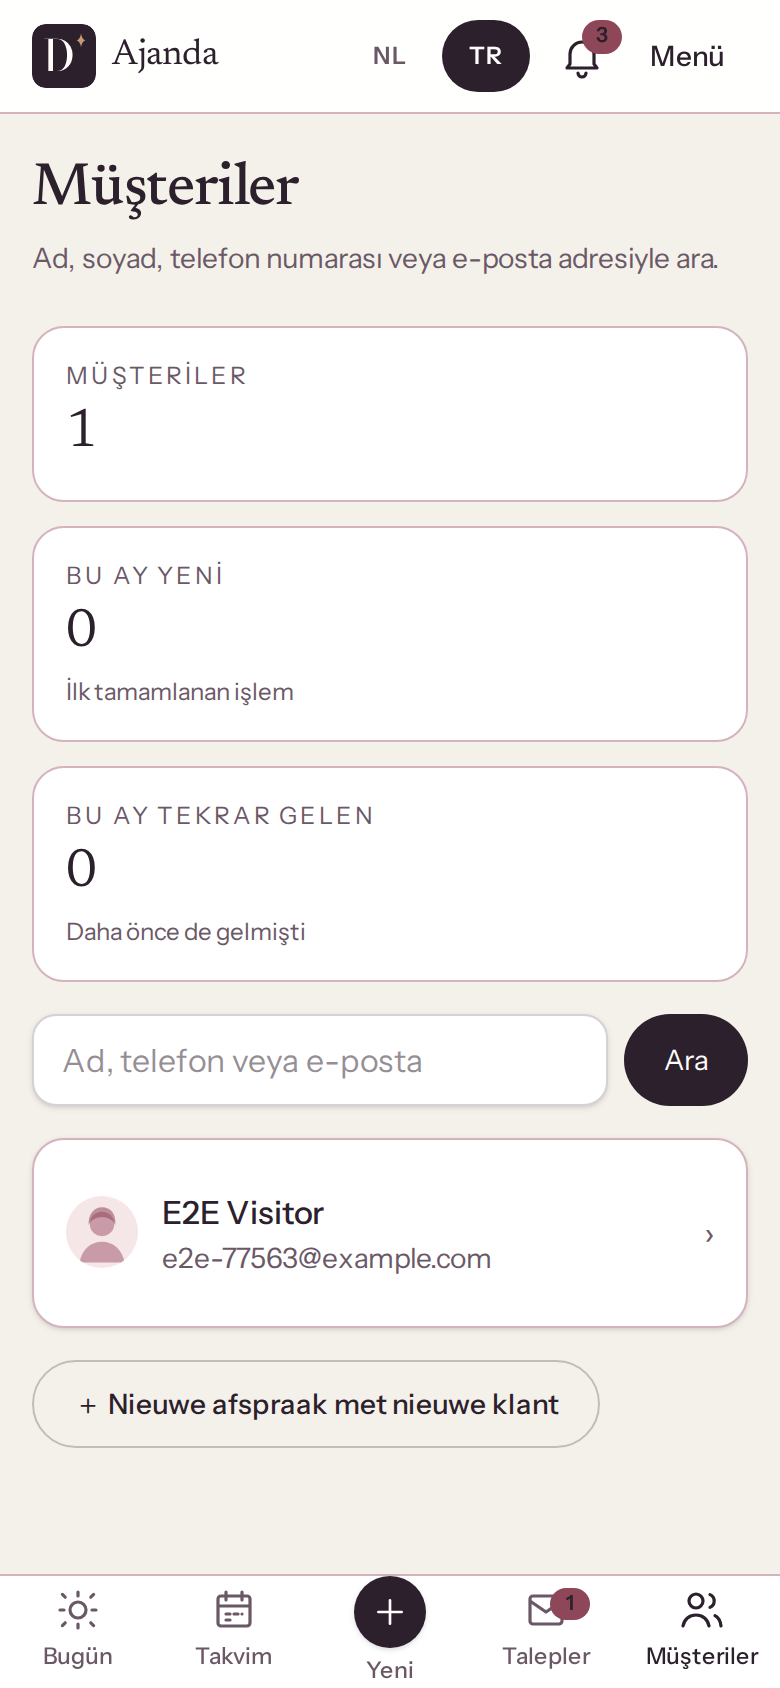 D Ajanda NL TR 3 Menü
Müşteriler
Ad, soyad, telefon numarası veya e-posta adresiyle ara.
MÜŞTERİLER
1
BU AY YENİ
0
İlk tamamlanan işlem
BU AY TEKRAR GELEN
0
Daha önce de gelmişti
Ad, telefon veya e-posta Ara
E2E Visitor
e2e-77563@example.com
+ Nieuwe afspraak met nieuwe klant
1
Bugün Takvim Yeni Talepler Müşteriler